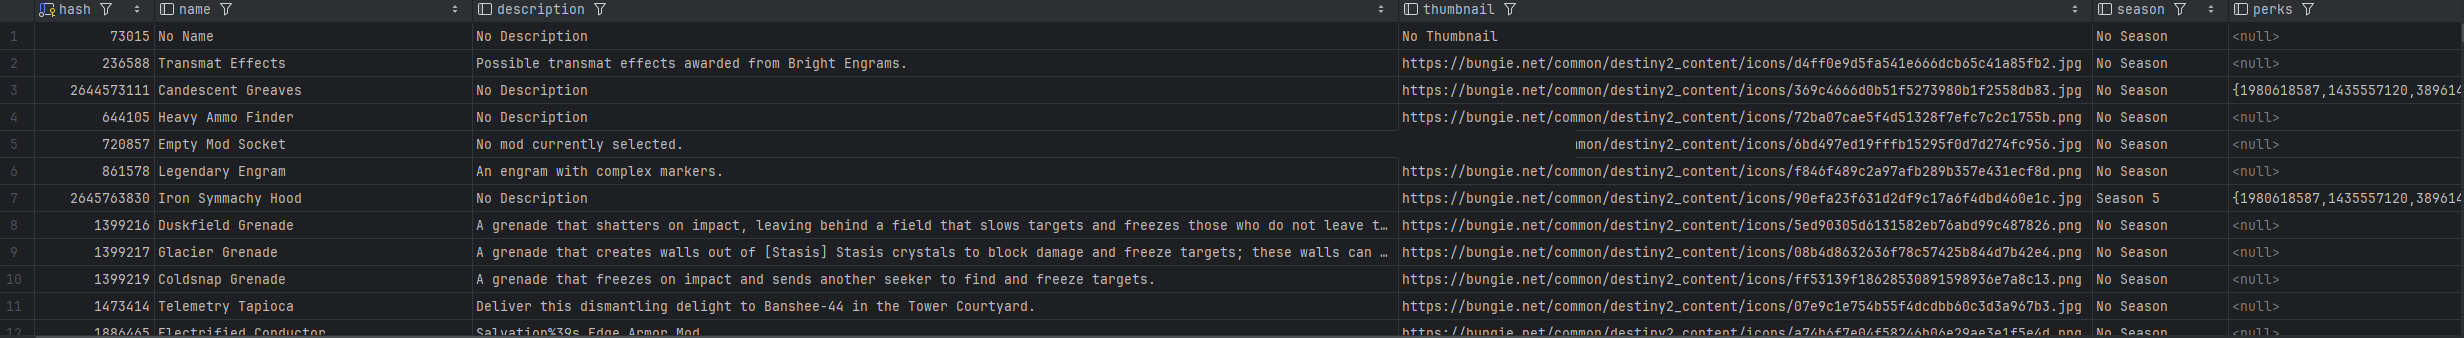 hash name description thumbnail season perks
1 73015 No Name No Description No Thumbnail No Season <null>
2 236588 Transmat Effects Possible transmat effects awarded from Bright Engrams. https://bungie.net/common/destiny2_content/icons/d4ff0e9d5fa541e666dcb65c41a85fb2.jpg No Season <null>
3 2644573111 Candescent Greaves No Description https://bungie.net/common/destiny2_content/icons/369c4666d0b51f5273980b1f2558db83.jpg No Season {1980618587,1435557120,389614
4 644105 Heavy Ammo Finder No Description https://bungie.net/common/destiny2_content/icons/72ba07cae5f4d51328f7efc7c2c1755b.png No Season <null>
5 720857 Empty Mod Socket No mod currently selected. mon/destiny2_content/icons/6bd497ed19fffb15295f0d7d274fc956.jpg No Season <null>
6 861578 Legendary Engram An engram with complex markers. https://bungie.net/common/destiny2_content/icons/f846f489c2a97afb289b357e431ecf8d.png No Season <null>
7 2645763830 Iron Symmachy Hood No Description https://bungie.net/common/destiny2_content/icons/90efa23f631d2df9c17a6f4dbd460e1c.jpg Season 5 {1980618587,1435557120,389614
8 1399216 Duskfield Grenade A grenade that shatters on impact, leaving behind a field that slows targets and freezes those who do not leave t… https://bungie.net/common/destiny2_content/icons/5ed90305d6131582eb76abd99c487826.png No Season <null>
9 1399217 Glacier Grenade A grenade that creates walls out of [Stasis] Stasis crystals to block damage and freeze targets; these walls can … https://bungie.net/common/destiny2_content/icons/08b4d8632636f78c57425b844d7b42e4.png No Season <null>
10 1399219 Coldsnap Grenade A grenade that freezes on impact and sends another seeker to find and freeze targets. https://bungie.net/common/destiny2_content/icons/ff53139f18628530891598936e7a8c13.png No Season <null>
11 1473414 Telemetry Tapioca Deliver this dismantling delight to Banshee-44 in the Tower Courtyard. https://bungie.net/common/destiny2_content/icons/07e9c1e754b55f4dcdbb60c3d3a967b3.jpg No Season <null>
12 1886465 Electrified Conductor Salvation%39s Edge Armor Mod https://bungie.net/common/destiny2_content/icons/a74b6f7e04f58246b06e29ae3e1f5e4d.png No Season <null>